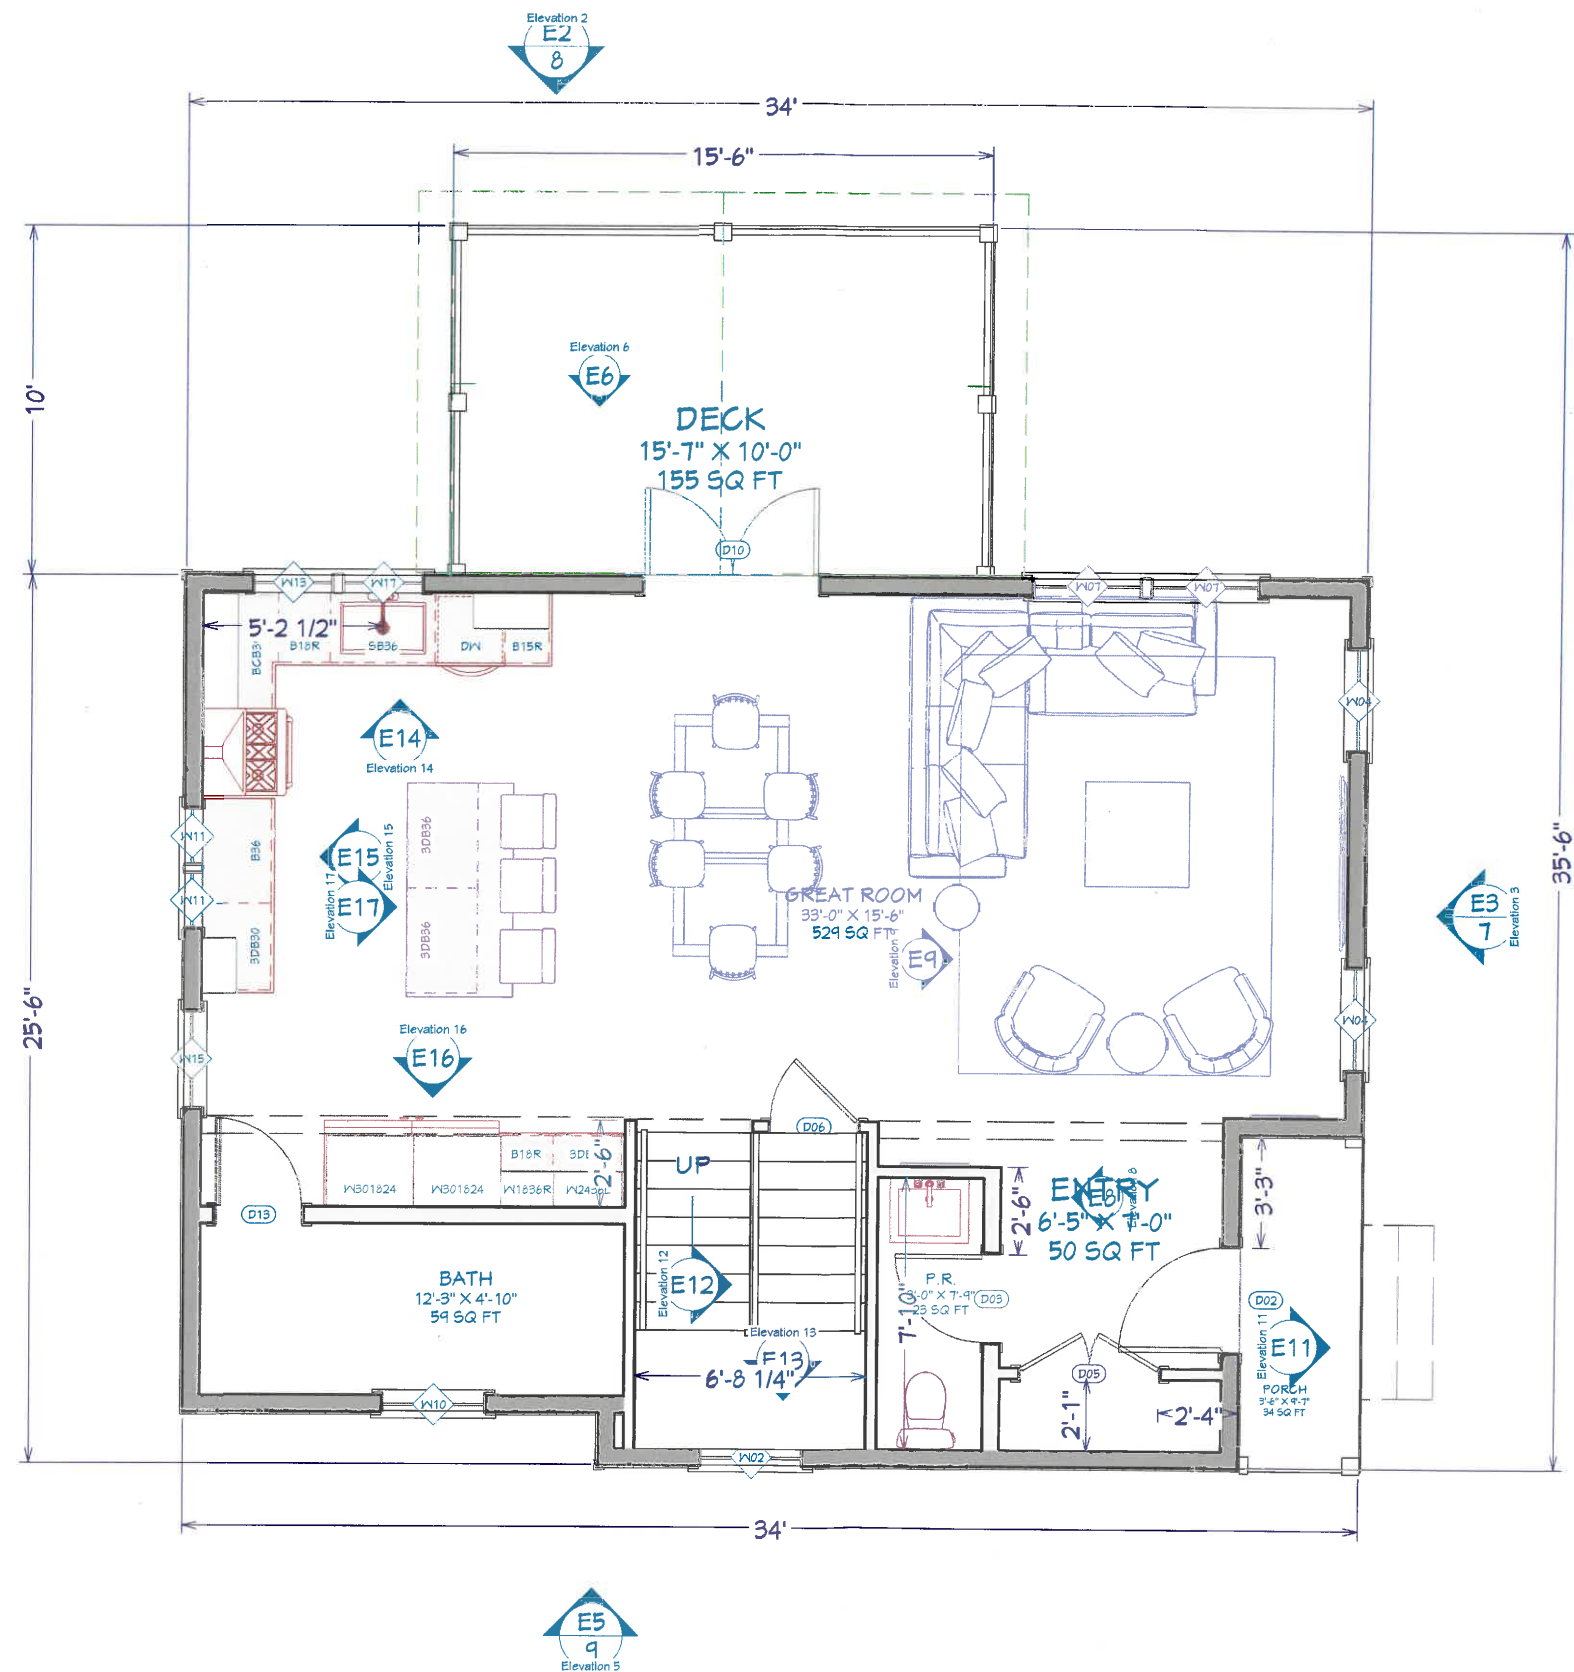 Elevation 2
E2
8
34'
15'-6"
10'
Elevation 6
E6
DECK
15'-7" X 10'-0"
155 SQ FT
D10
W13
W17
W07
W07
5'-2 1/2"
B18R
SB36
DW
B15R
W04
E14
Elevation 14
35'-6"
W11
B36
E15
Elevation 15
3DB36
W11
Elevation 17
E17
3DB30
3DB36
GREAT ROOM
33'-0" X 15'-6"
529 SQ FT
E9
E3
7
Elevation 3
25'-6"
Elevation 16
E16
W15
W04
D06
UP
B18R
2'-6"
W301824
W301824
W1836R
D13
ENTRY
E8
6'-5" X 7'-0"
50 SQ FT
2'-6"
3'-3"
BATH
12'-3" X 4'-10"
59 SQ FT
Elevation 12
E12
P.R.
23 SQ FT
7'-10"
D03
D02
Elevation 11
E11
Elevation 13
E13
6'-8 1/4"
D05
2'-1"
2'-4"
PORCH
34 SQ FT
W10
W02
34'
E5
9
Elevation 5